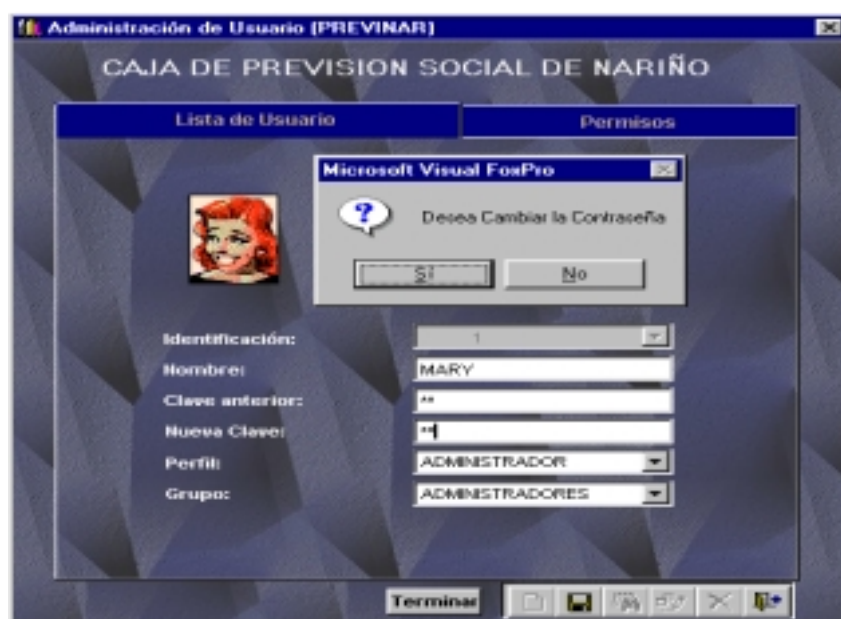 Administración de Usuario [PREVINAR]
CAJA DE PREVISION SOCIAL DE NARIÑO
Lista de Usuario
Permisos
Microsoft Visual FoxPro
Desea Cambiar la Contraseña
Sí
No
Identificación: 1
Nombre: MARY
Clave anterior: **
Nueva Clave: **
Perfil: ADMINISTRADOR
Grupo: ADMINISTRADORES
Terminar